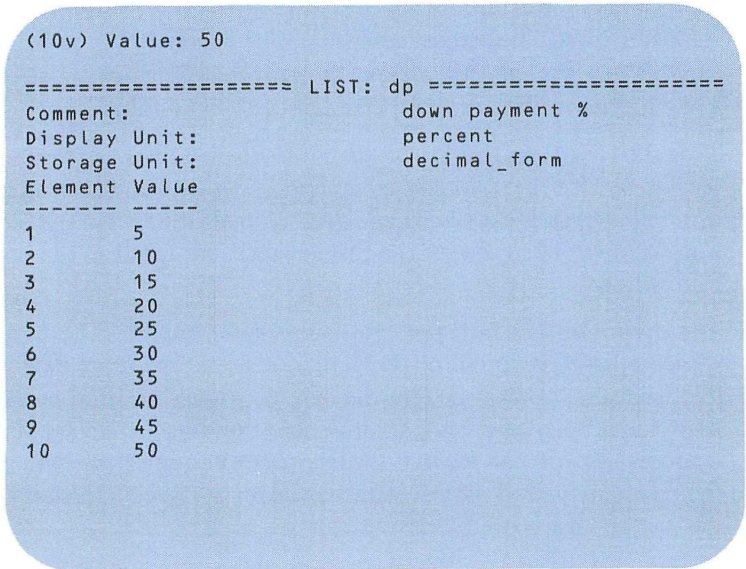 (10v) Value: 50
==================== LIST: dp ======================
Comment: down payment %
Display Unit: percent
Storage Unit: decimal_form
Element Value
------- -----
1 5
2 10
3 15
4 20
5 25
6 30
7 35
8 40
9 45
10 50